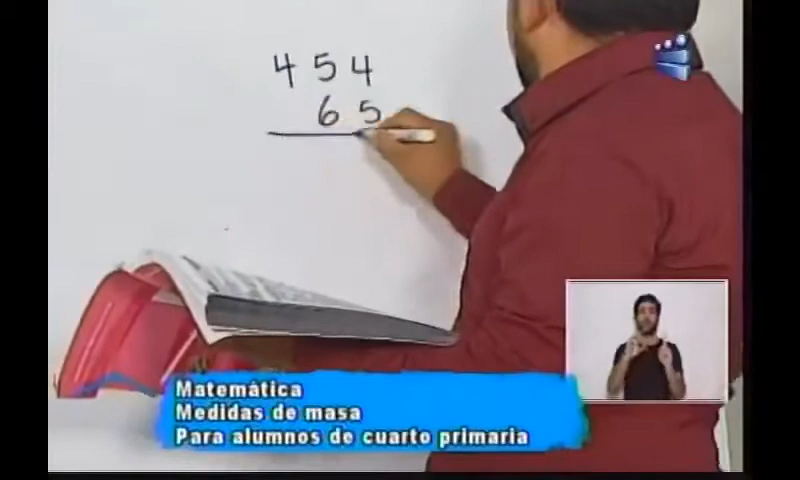 454
65
Matemática
Medidas de masa
Para alumnos de cuarto primaria